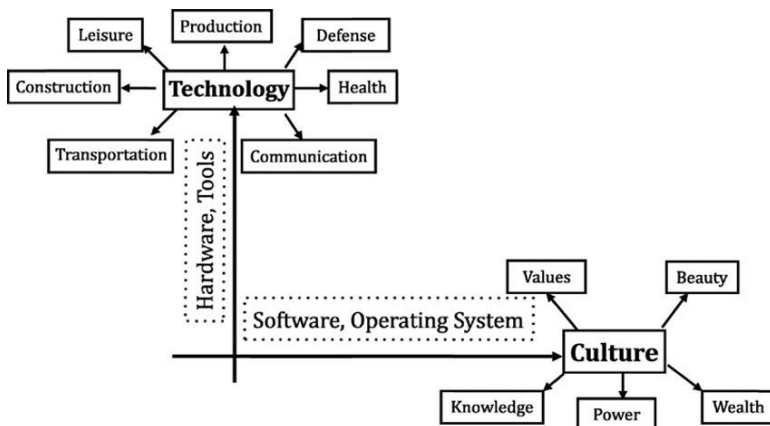 Production
Leisure
Defense
Technology
Construction
Health
Transportation
Communication
Hardware, Tools
Values
Beauty
Software, Operating System
Culture
Knowledge
Power
Wealth